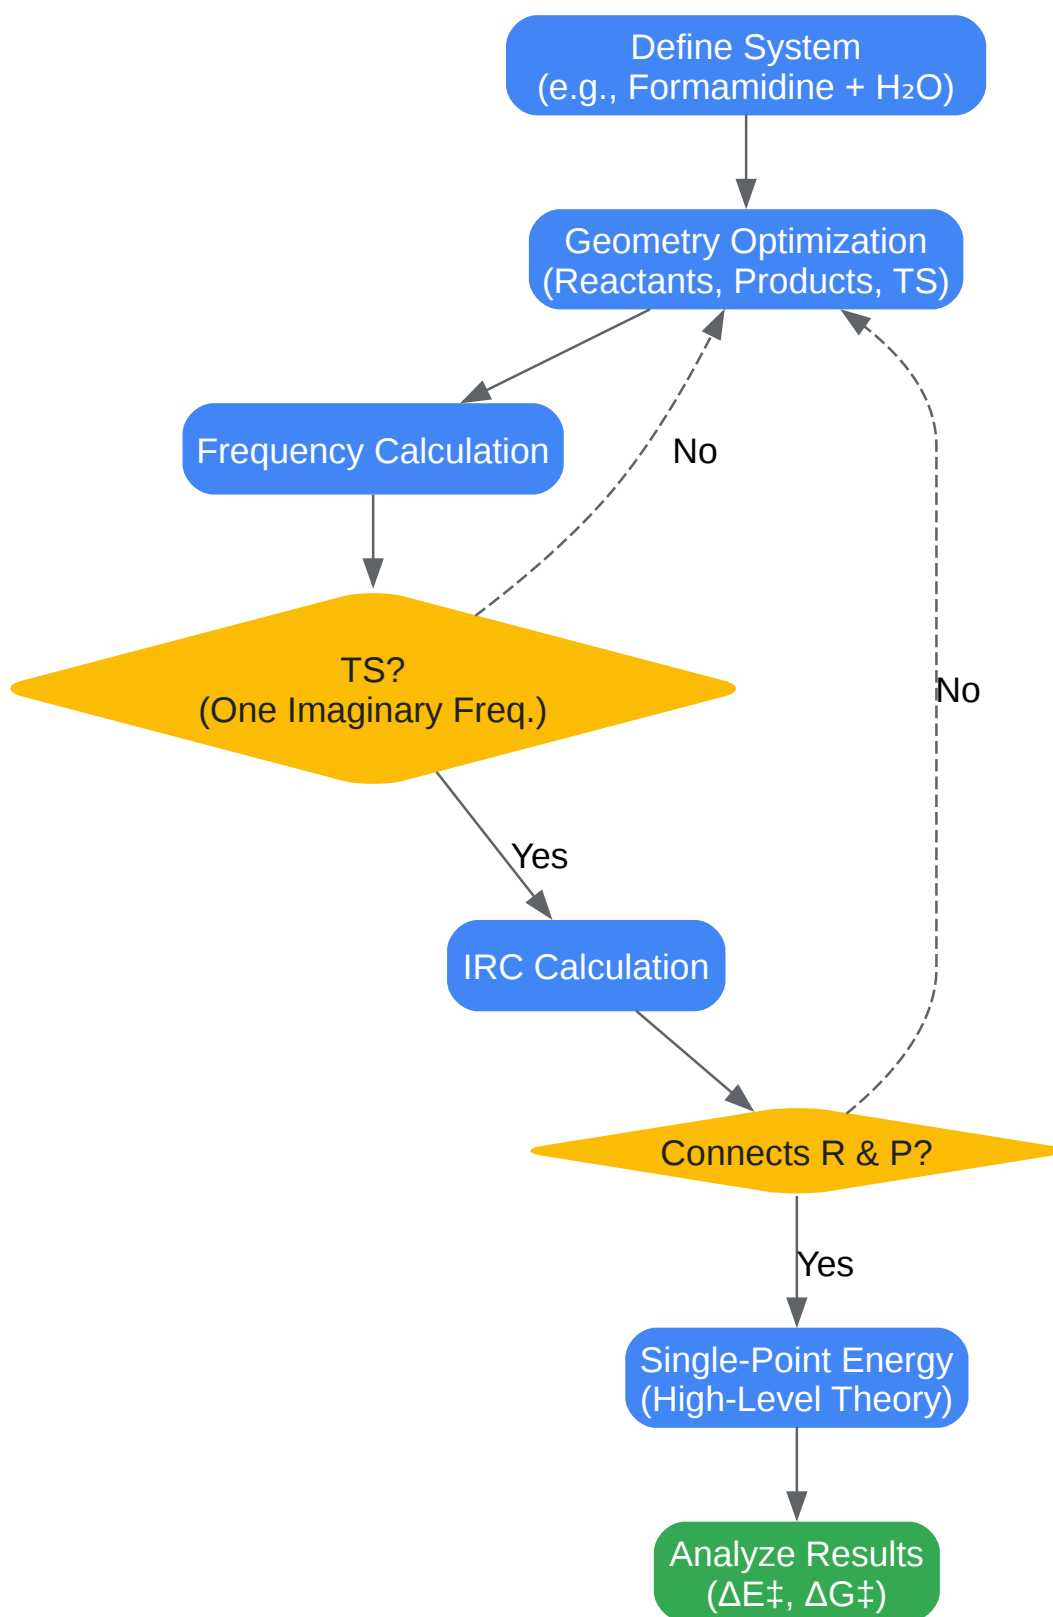 Define System
(e.g., Formamidine + H₂O)
Geometry Optimization
(Reactants, Products, TS)
Frequency Calculation
No
TS?
(One Imaginary Freq.)
No
Yes
IRC Calculation
Connects R & P?
Yes
Single-Point Energy
(High-Level Theory)
Analyze Results
(ΔE‡, ΔG‡)